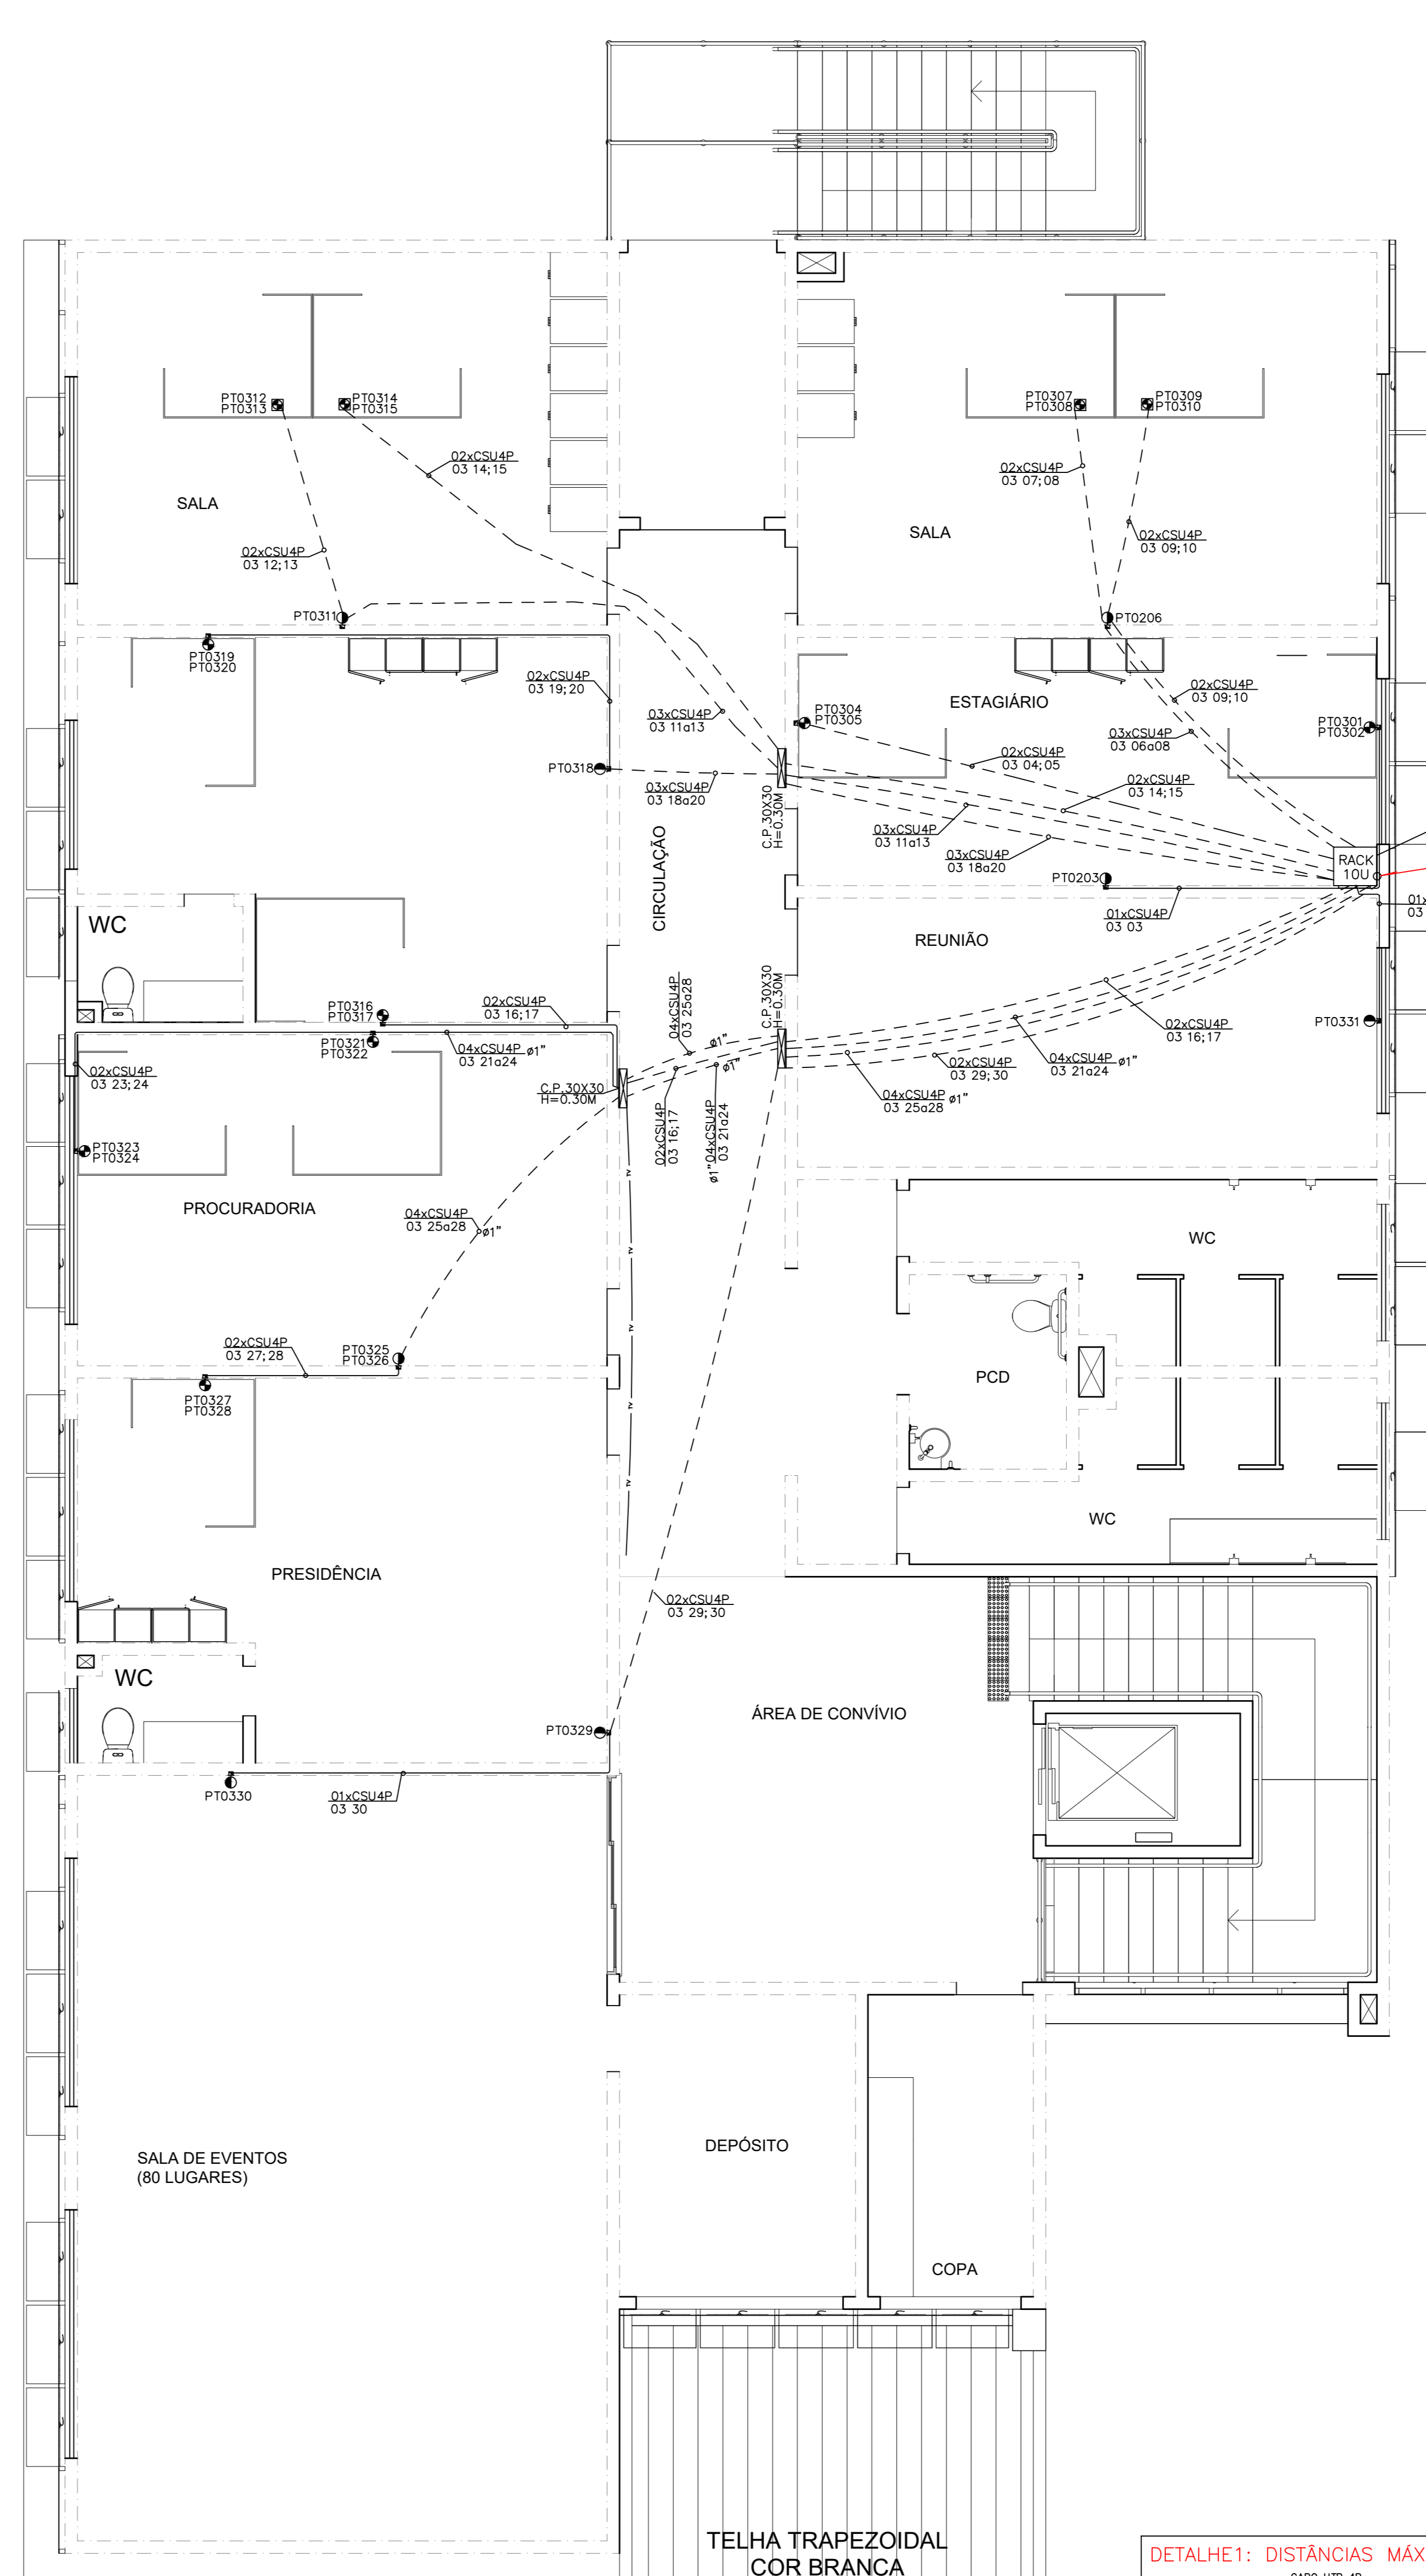 PT0312
PT0313
PT0314
PT0315
02xCSU4P
03 14;15
SALA
02xCSU4P
03 12;13
PT0311
PT0307
PT0308
PT0309
PT0310
02xCSU4P
03 07;08
SALA
02xCSU4P
03 09;10
PT0206
PT0319
PT0320
02xCSU4P
03 19;20
03xCSU4P
03 11a13
PT0318
03xCSU4P
03 18a20
CIRCULAÇÃO
C.P.30X30
H=0.30M
PT0304
PT0305
ESTAGIÁRIO
02xCSU4P
03 09;10
PT0301
PT0302
03xCSU4P
03 06a08
02xCSU4P
03 04;05
02xCSU4P
03 14;15
03xCSU4P
03 11a13
03xCSU4P
03 18a20
RACK
10U
PT0203
01xCSU4P
03 03
01x
03
REUNIÃO
WC
PT0316
PT0317
02xCSU4P
03 16;17
PT0321
PT0322
04xCSU4P ø1"
03 21a24
02xCSU4P
03 23;24
C.P.30X30
H=0.30M
04xCSU4P
03 25a28
ø1"
ø1"
C.P.30X30
H=0.30M
02xCSU4P
03 16;17
ø1" 04xCSU4P
03 21a24
02xCSU4P
03 16;17
PT0331
04xCSU4P ø1"
03 21a24
02xCSU4P
03 29;30
04xCSU4P ø1"
03 25a28
PT0323
PT0324
PROCURADORIA
04xCSU4P
03 25a28 ø1"
WC
02xCSU4P
03 27;28
PT0325
PT0326
PT0327
PT0328
PCD
WC
PRESIDÊNCIA
02xCSU4P
03 29;30
WC
PT0329
ÁREA DE CONVÍVIO
PT0330
01xCSU4P
03 30
SALA DE EVENTOS
(80 LUGARES)
DEPÓSITO
COPA
TELHA TRAPEZOIDAL
COR BRANCA
DETALHE1: DISTÂNCIAS MÁX
CABO UTP 4P